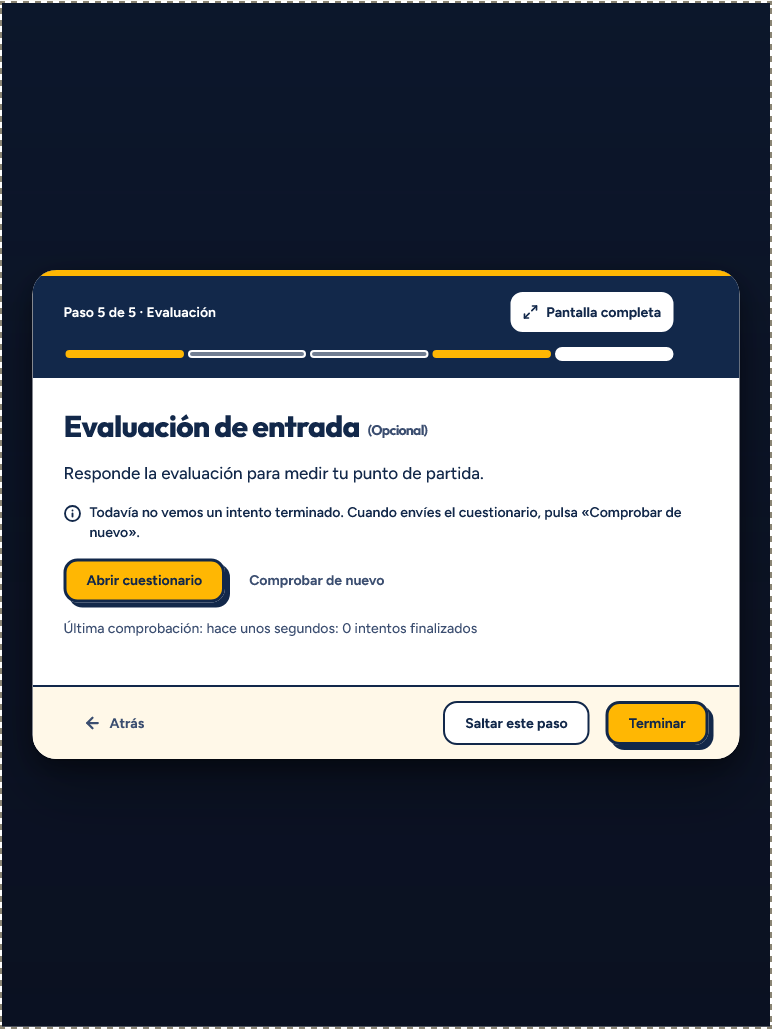 Paso 5 de 5 · Evaluación
Pantalla completa
Evaluación de entrada (Opcional)
Responde la evaluación para medir tu punto de partida.
Todavía no vemos un intento terminado. Cuando envíes el cuestionario, pulsa «Comprobar de
nuevo».
Abrir cuestionario
Comprobar de nuevo
Última comprobación: hace unos segundos: 0 intentos finalizados
Atrás
Saltar este paso
Terminar